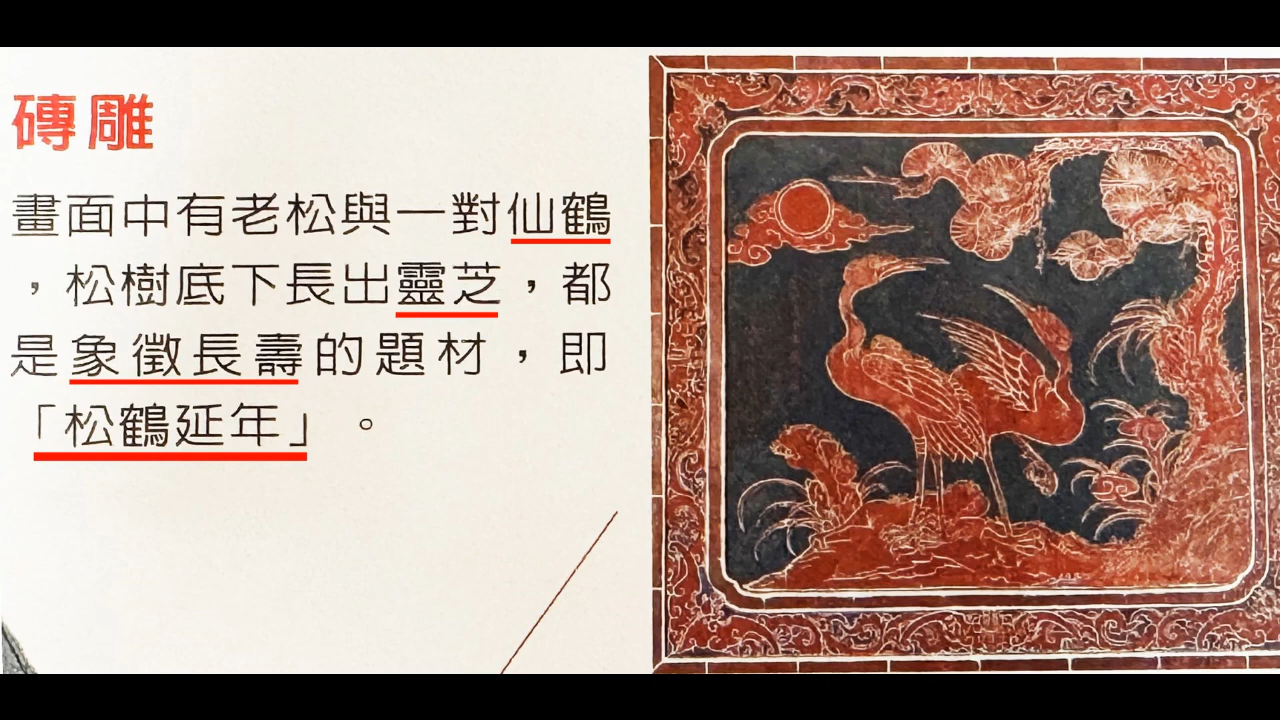 磚雕
畫面中有老松與一對仙鶴
，松樹底下長出靈芝，都
是象徵長壽的題材，即
「松鶴延年」。